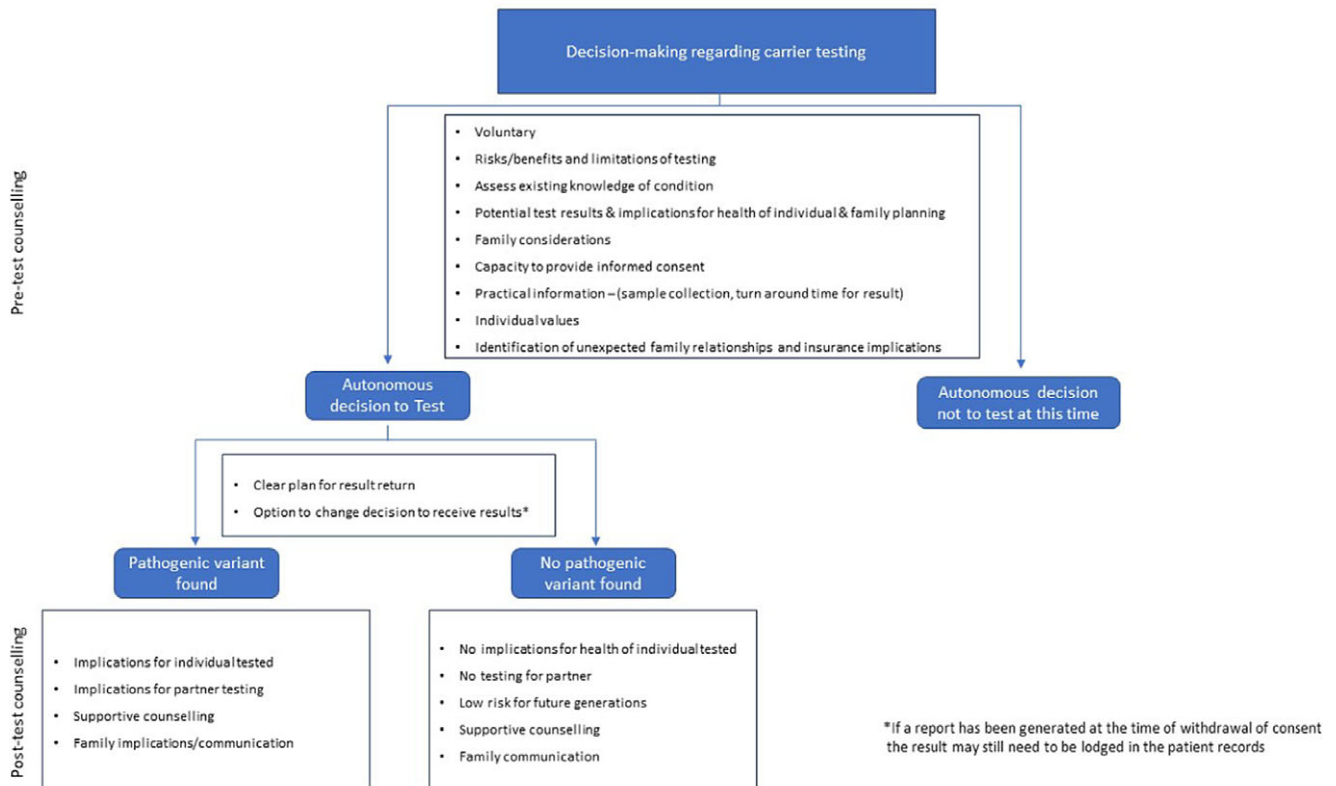 Decision-making regarding carrier testing
Pre-test counselling
• Voluntary
• Risks/benefits and limitations of testing
• Assess existing knowledge of condition
• Potential test results & implications for health of individual & family planning
• Family considerations
• Capacity to provide informed consent
• Practical information – (sample collection, turn around time for result)
• Individual values
• Identification of unexpected family relationships and insurance implications
Autonomous
decision to Test
Autonomous decision
not to test at this time
• Clear plan for result return
• Option to change decision to receive results*
Pathogenic variant
found
No pathogenic
variant found
Post-test counselling
• Implications for individual tested
• Implications for partner testing
• Supportive counselling
• Family implications/communication
• No implications for health of individual tested
• No testing for partner
• Low risk for future generations
• Supportive counselling
• Family communication
*If a report has been generated at the time of withdrawal of consent
the result may still need to be lodged in the patient records